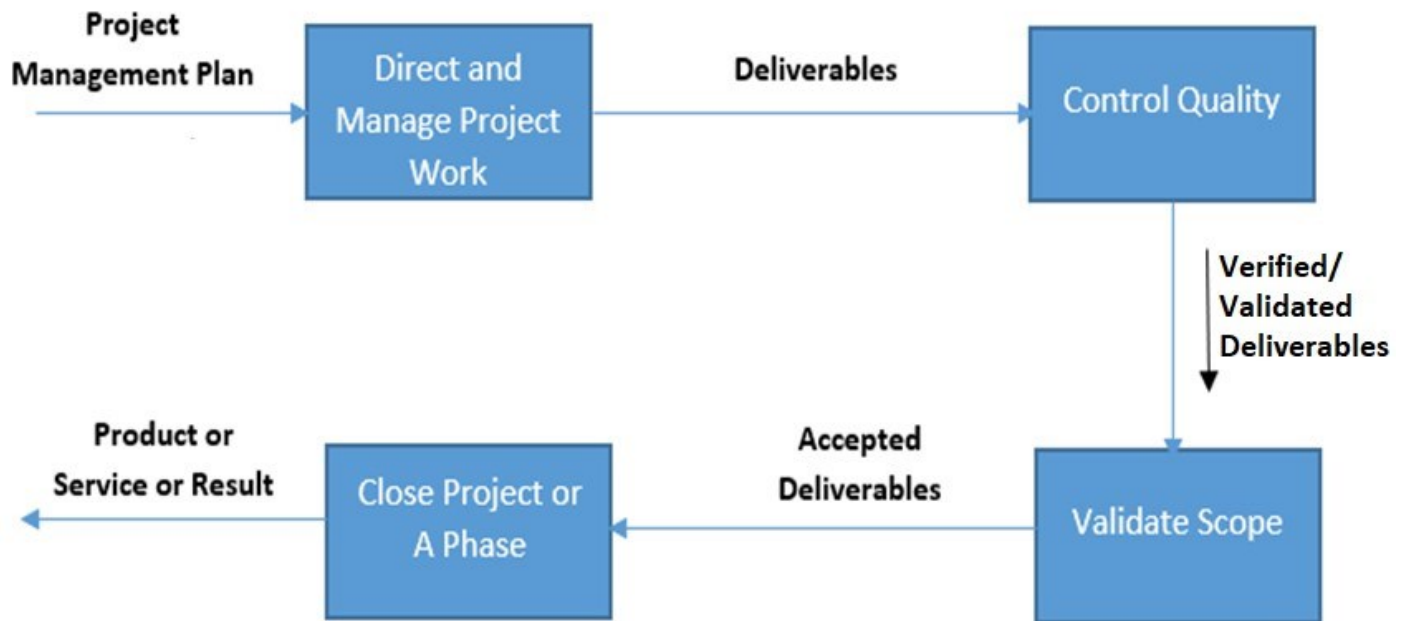 Project
Management Plan
Direct and
Manage Project
Work
Deliverables
Control Quality
Verified/
Validated
Deliverables
Validate Scope
Accepted
Deliverables
Close Project or
A Phase
Product or
Service or Result